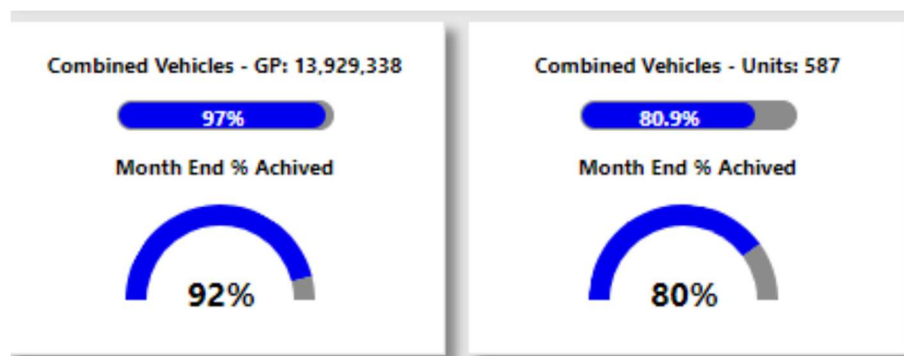 Combined Vehicles - GP: 13,929,338
97%
Month End % Achived
92%
Combined Vehicles - Units: 587
80.9%
Month End % Achived
80%